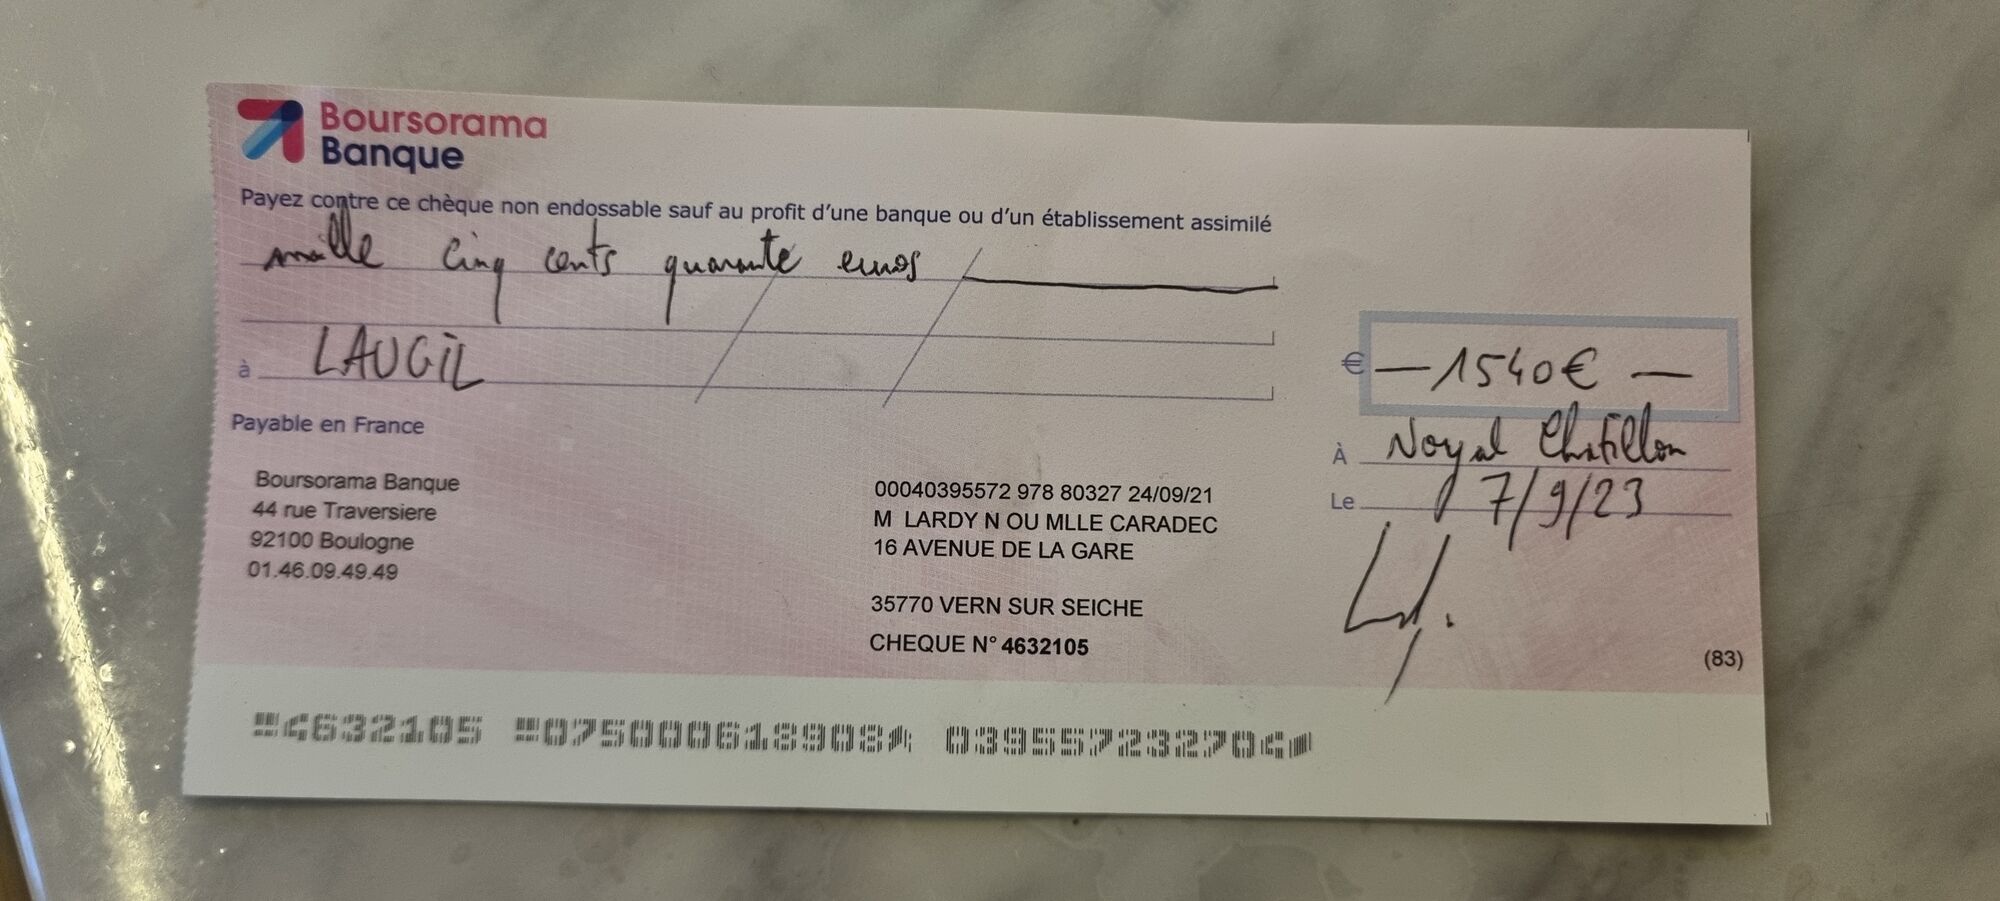 Boursorama
Banque
Payez contre ce chèque non endossable sauf au profit d'une banque ou d'un établissement assimilé
mille cinq cents quarante euros
à LAUGIL
€ — 1540€ —
Payable en France
À Noyal Chatillon
Le 7/9/23
Boursorama Banque
44 rue Traversiere
92100 Boulogne
01.46.09.49.49
00040395572 978 80327 24/09/21
M LARDY N OU MLLE CARADEC
16 AVENUE DE LA GARE
35770 VERN SUR SEICHE
CHEQUE N° 4632105
(83)
4632105 075000618908 039557232704